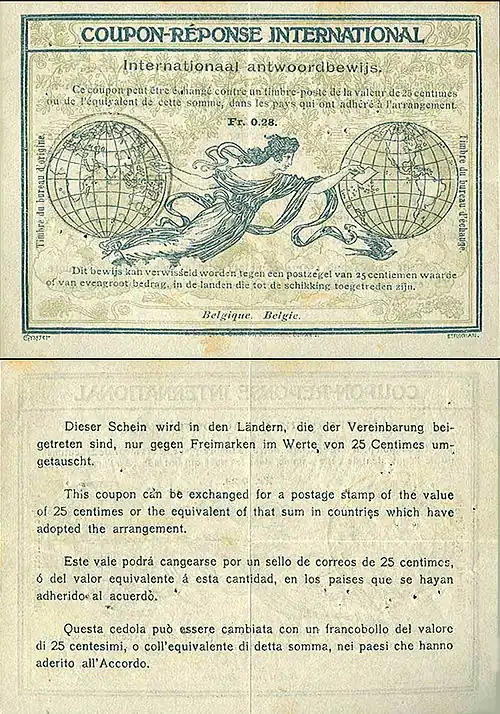 COUPON-RÉPONSE INTERNATIONAL
Internationaal antwoordbewijs.
Ce coupon peut être échangé contre un timbre-poste de la valeur de 25 centimes
ou de l'équivalent de cette somme, dans les pays qui ont adhéré à l'arrangement.
Fr. 0.28.
Timbre du bureau d'origine.
Timbre du bureau d'échange
Dit bewijs kan verwisseld worden tegen een postzegel van 25 centiemen waarde
of van evengroot bedrag, in de landen die tot de schikking toegetreden zijn.
Belgique. Belgie.
COUPON-RÉPONSE INTERNATIONAL
Dieser Schein wird in den Ländern, die der Vereinbarung bei-
getreten sind, nur gegen Freimarken im Werte von 25 Centimes um-
getauscht.
This coupon can be exchanged for a postage stamp of the value
of 25 centimes or the equivalent of that sum in countries which have
adopted the arrangement.
Este vale podrá cangearse por un sello de correos de 25 centimes,
ó del valor equivalente á esta cantidad, en los paises que se hayan
adherido al acuerdo.
Questa cedola può essere cambiata con un francobollo del valore
di 25 centesimi, o coll'equivalente di detta somma, nei paesi che hanno
aderito all'Accordo.